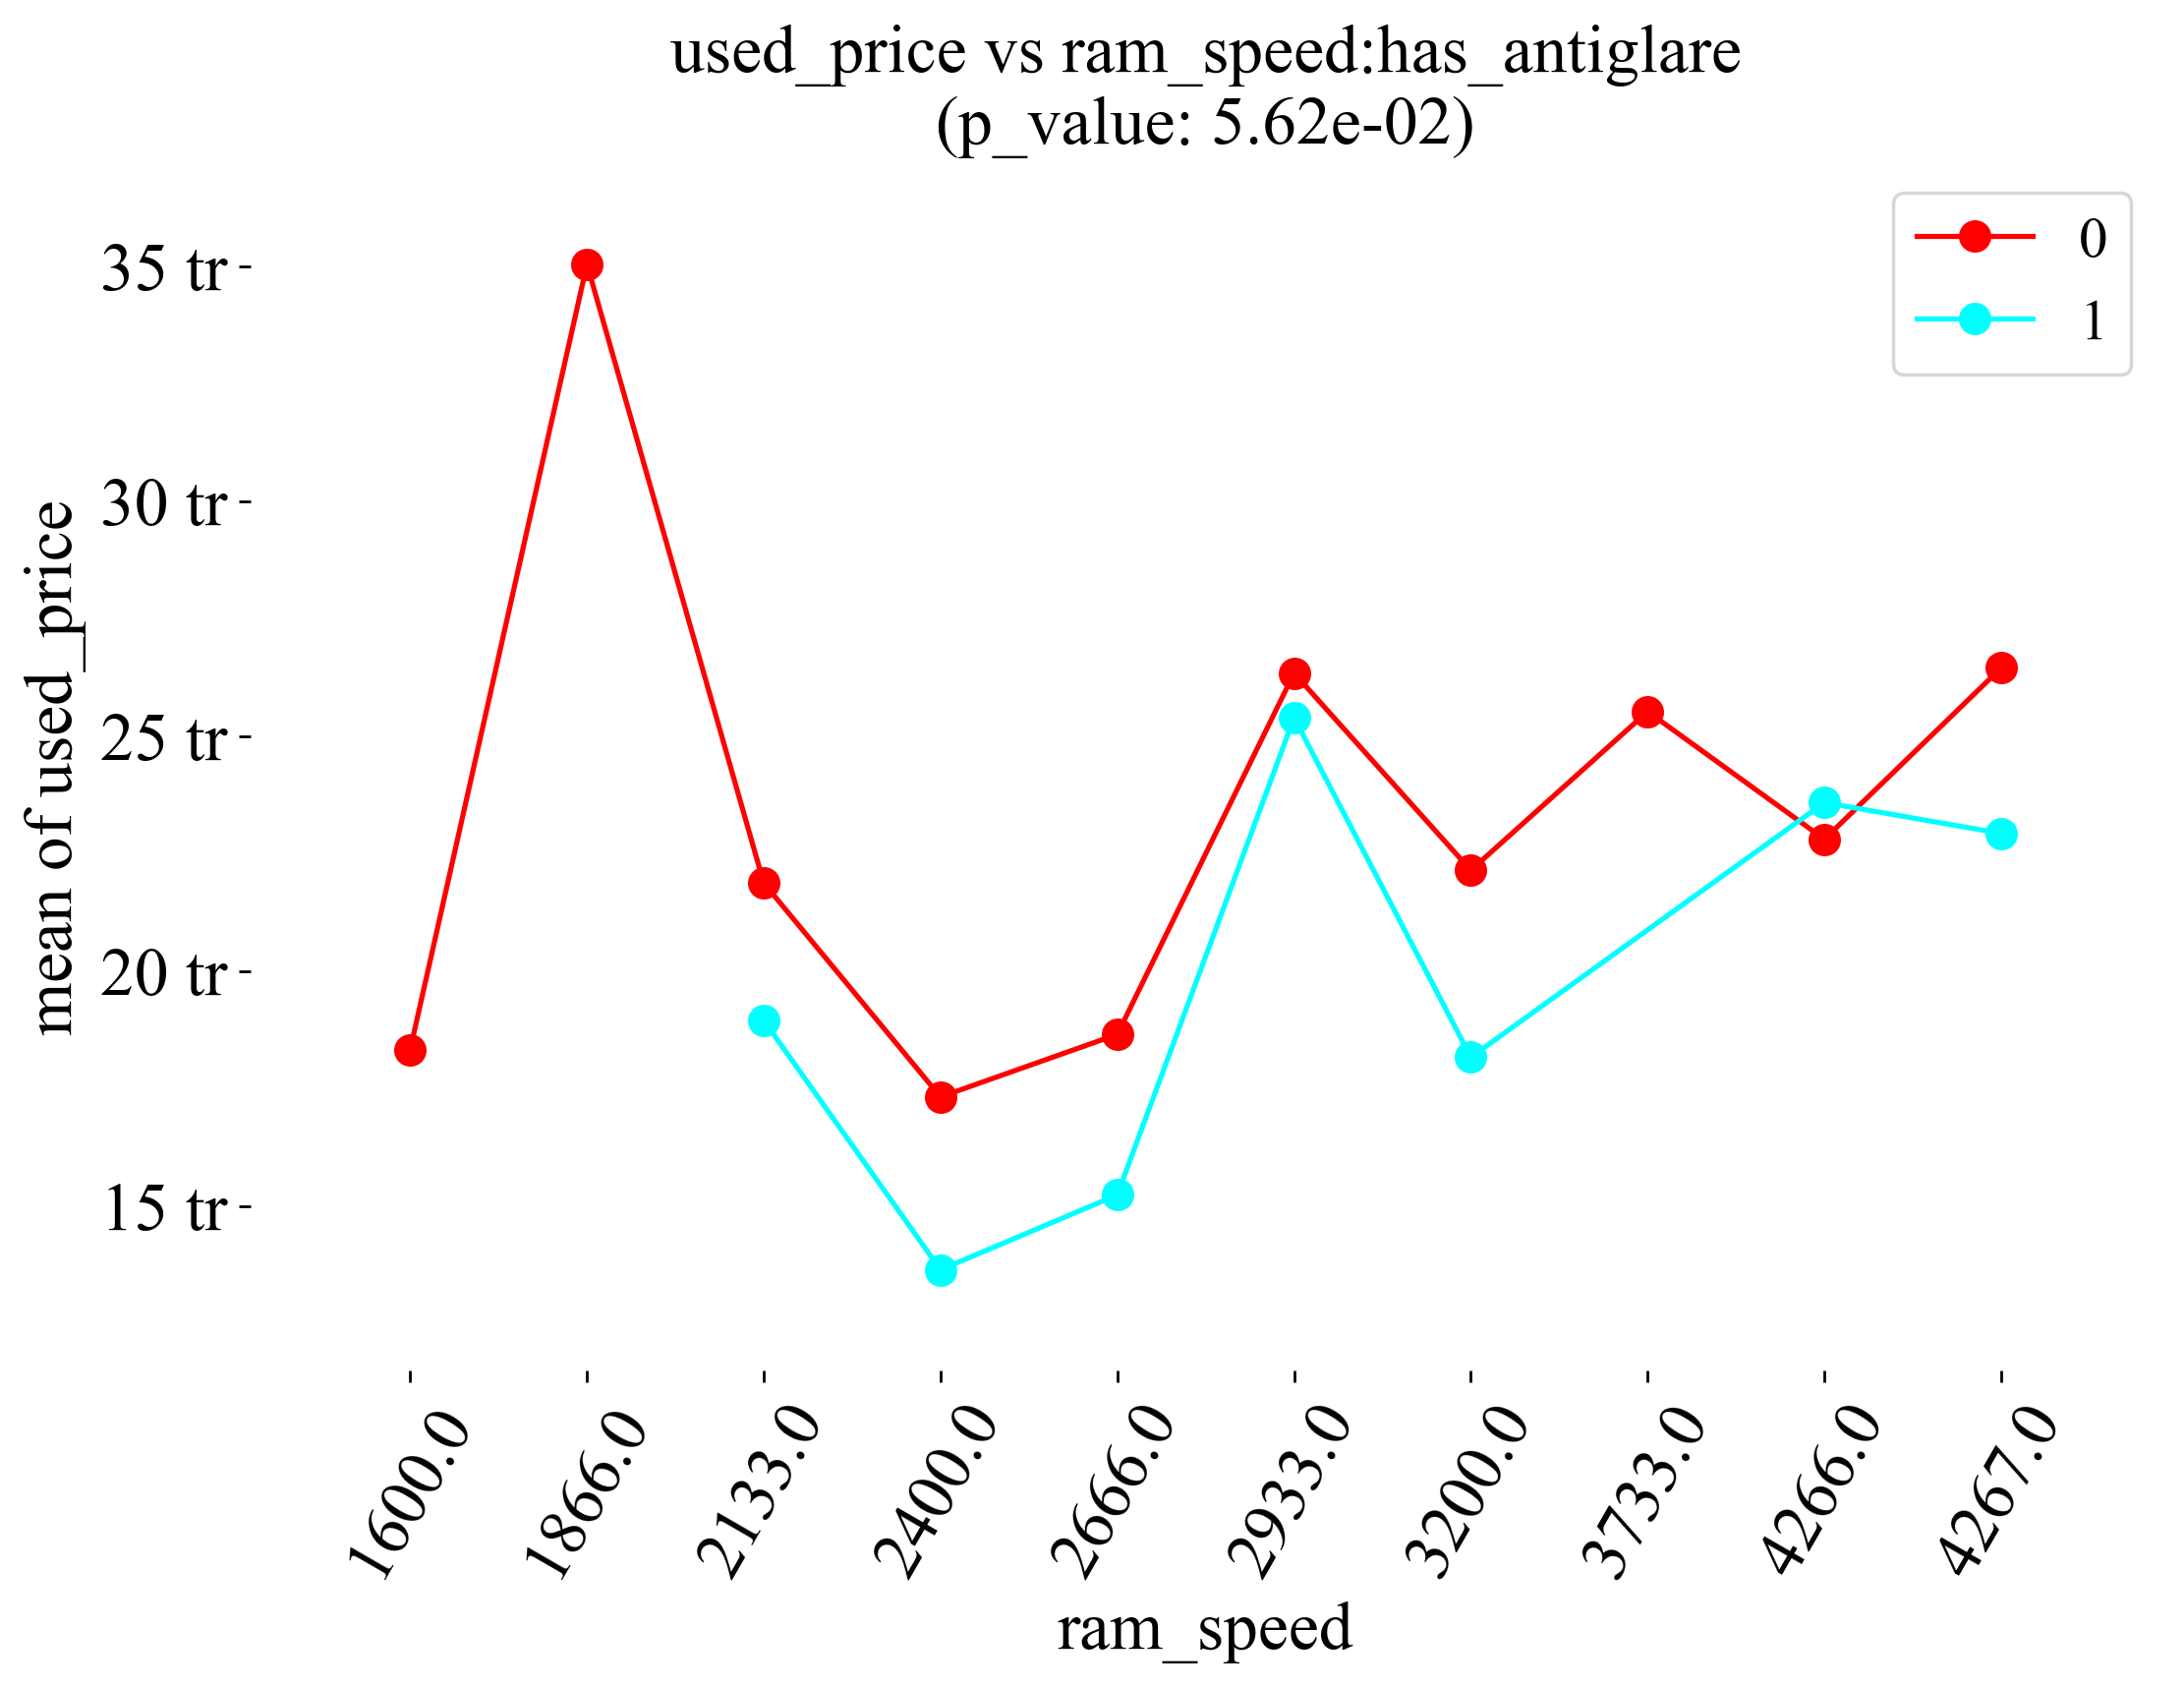 used_price vs ram_speed:has_antiglare
(p_value: 5.62e-02)
0
1
35 tr
30 tr
25 tr
20 tr
15 tr
mean of used_price
1600.0
1866.0
2133.0
2400.0
2666.0
2933.0
3200.0
3733.0
4266.0
4267.0
ram_speed